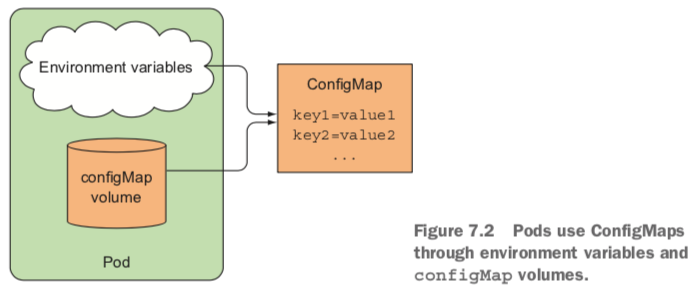 Environment variables
configMap
volume
Pod
ConfigMap
key1=value1
key2=value2
...
Figure 7.2 Pods use ConfigMaps
through environment variables and
configMap volumes.